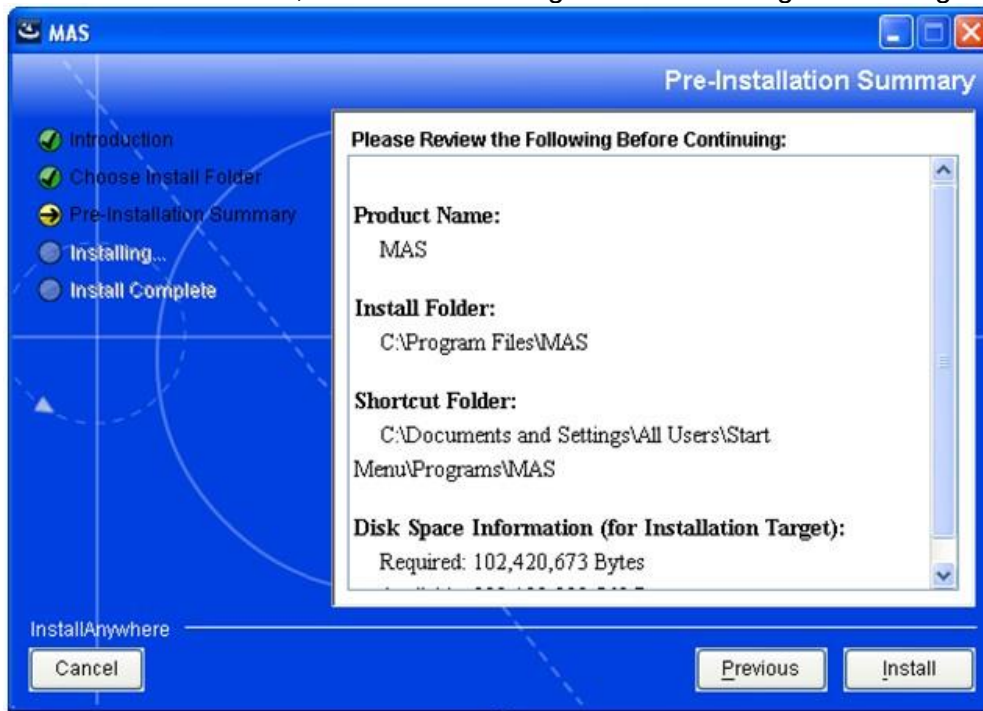 MAS
Pre-Installation Summary
Introduction
Choose Install Folder
Pre-Installation Summary
Installing...
Install Complete
Please Review the Following Before Continuing:
Product Name:
MAS
Install Folder:
C:\Program Files\MAS
Shortcut Folder:
C:\Documents and Settings\All Users\Start
Menu\Programs\MAS
Disk Space Information (for Installation Target):
Required: 102,420,673 Bytes
InstallAnywhere
Cancel
Previous
Install